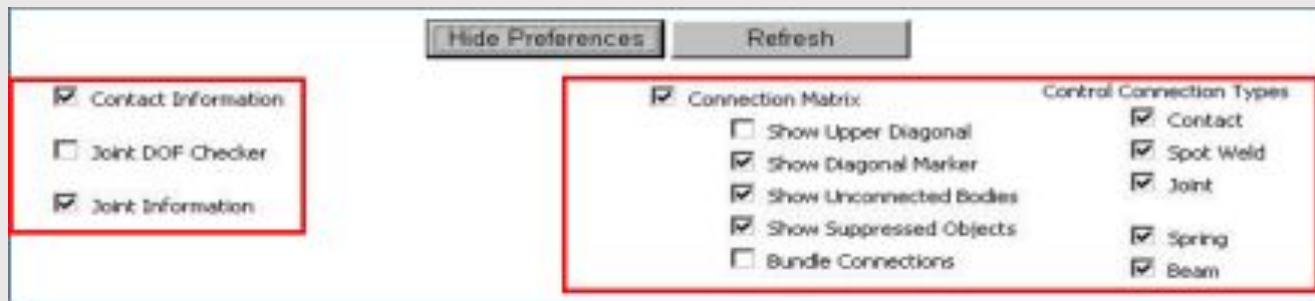 Hide Preferences Refresh
Contact Information
Joint DOF Checker
Joint Information
Connection Matrix
Show Upper Diagonal
Show Diagonal Marker
Show Unconnected Bodies
Show Suppressed Objects
Bundle Connections
Control Connection Types
Contact
Spot Weld
Joint
Spring
Beam